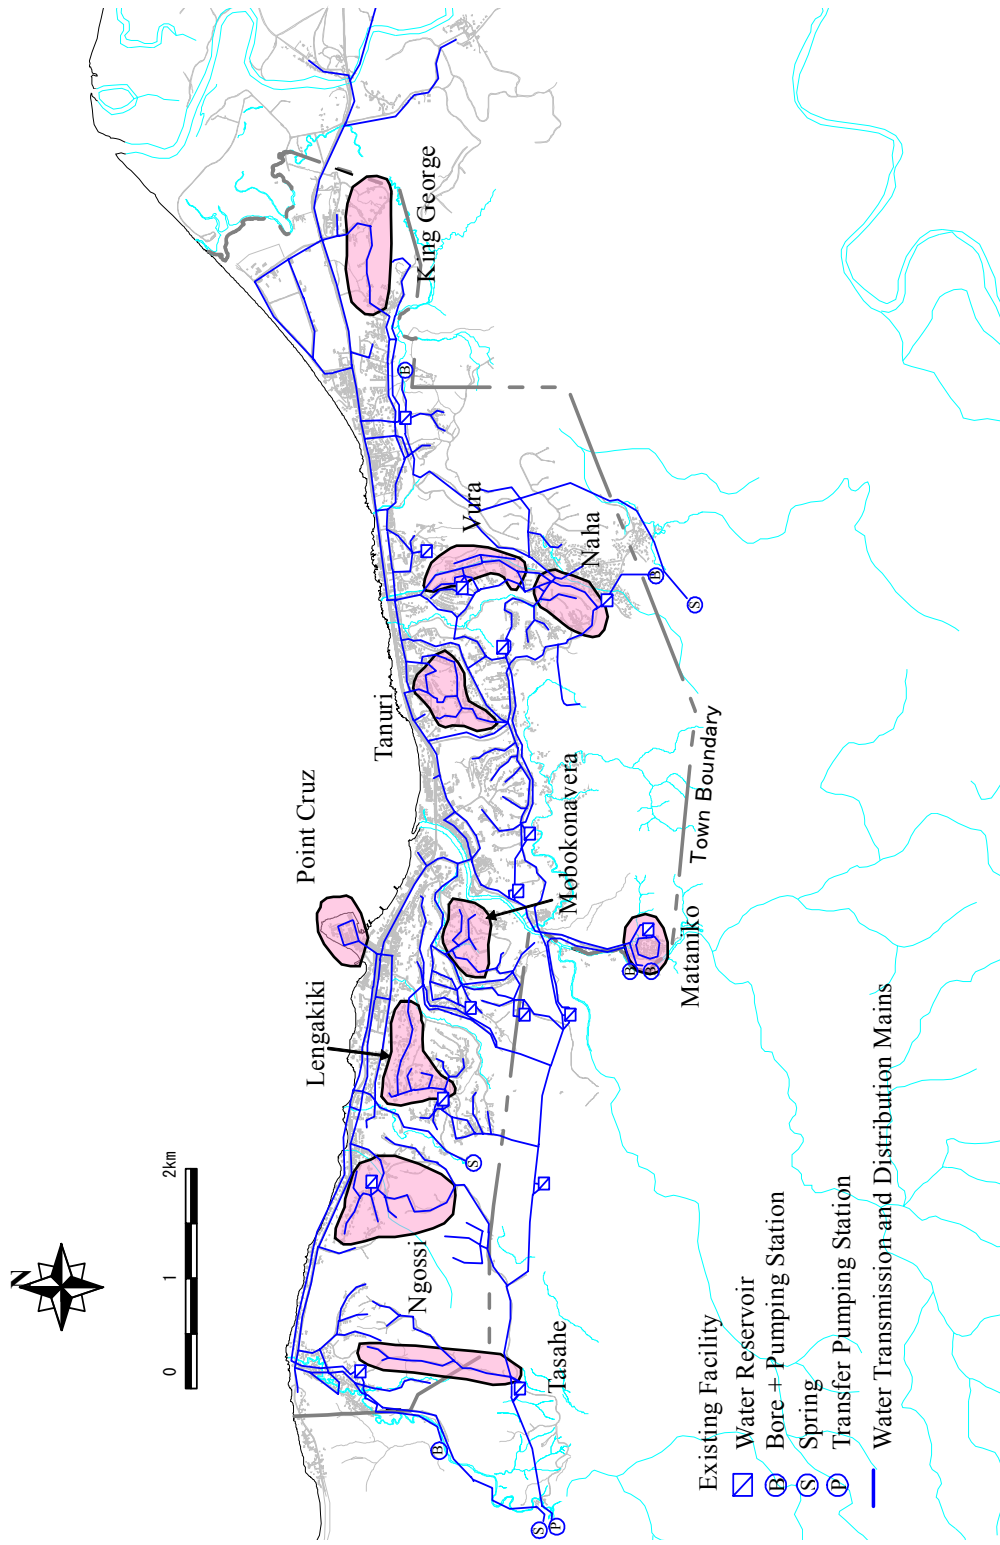 N
0
1
2km
Point Cruz
Lengakiki
Tanuri
King George
Vura
Naha
Mobokonavera
Ngossi
Tasahe
Mataniko
Town Boundary
B
B
B
B
B
S
S
S
P
Existing Facility
Water Reservoir
B Bore + Pumping Station
S Spring
P Transfer Pumping Station
Water Transmission and Distribution Mains